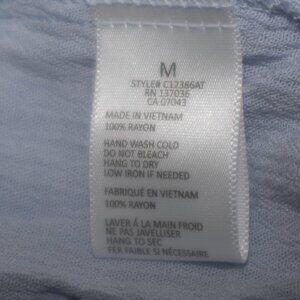 M
STYLE# C12386AT
RN 137036
CA 07043
MADE IN VIETNAM
100% RAYON
HAND WASH COLD
DO NOT BLEACH
HANG TO DRY
LOW IRON IF NEEDED
FABRIQUÉ EN VIETNAM
100% RAYON
LAVER À LA MAIN FROID
NE PAS JAVELLISER
HANG TO SEC
FER FAIBLE SI NÉCESSAIRE